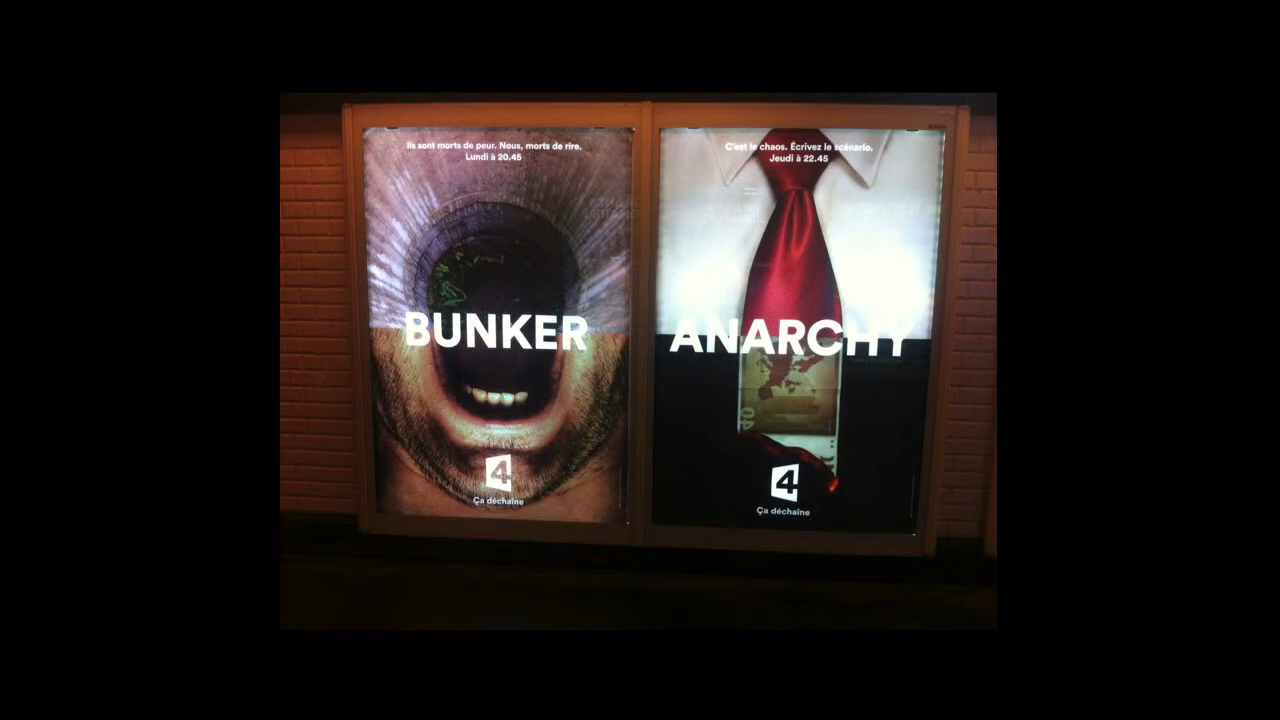 Ils sont morts de peur. Nous, morts de rire.
Lundi à 20.45
BUNKER
4
Ça déchaîne
C'est le chaos. Écrivez le scénario.
Jeudi à 22.45
ANARCHY
40
4
Ça déchaîne